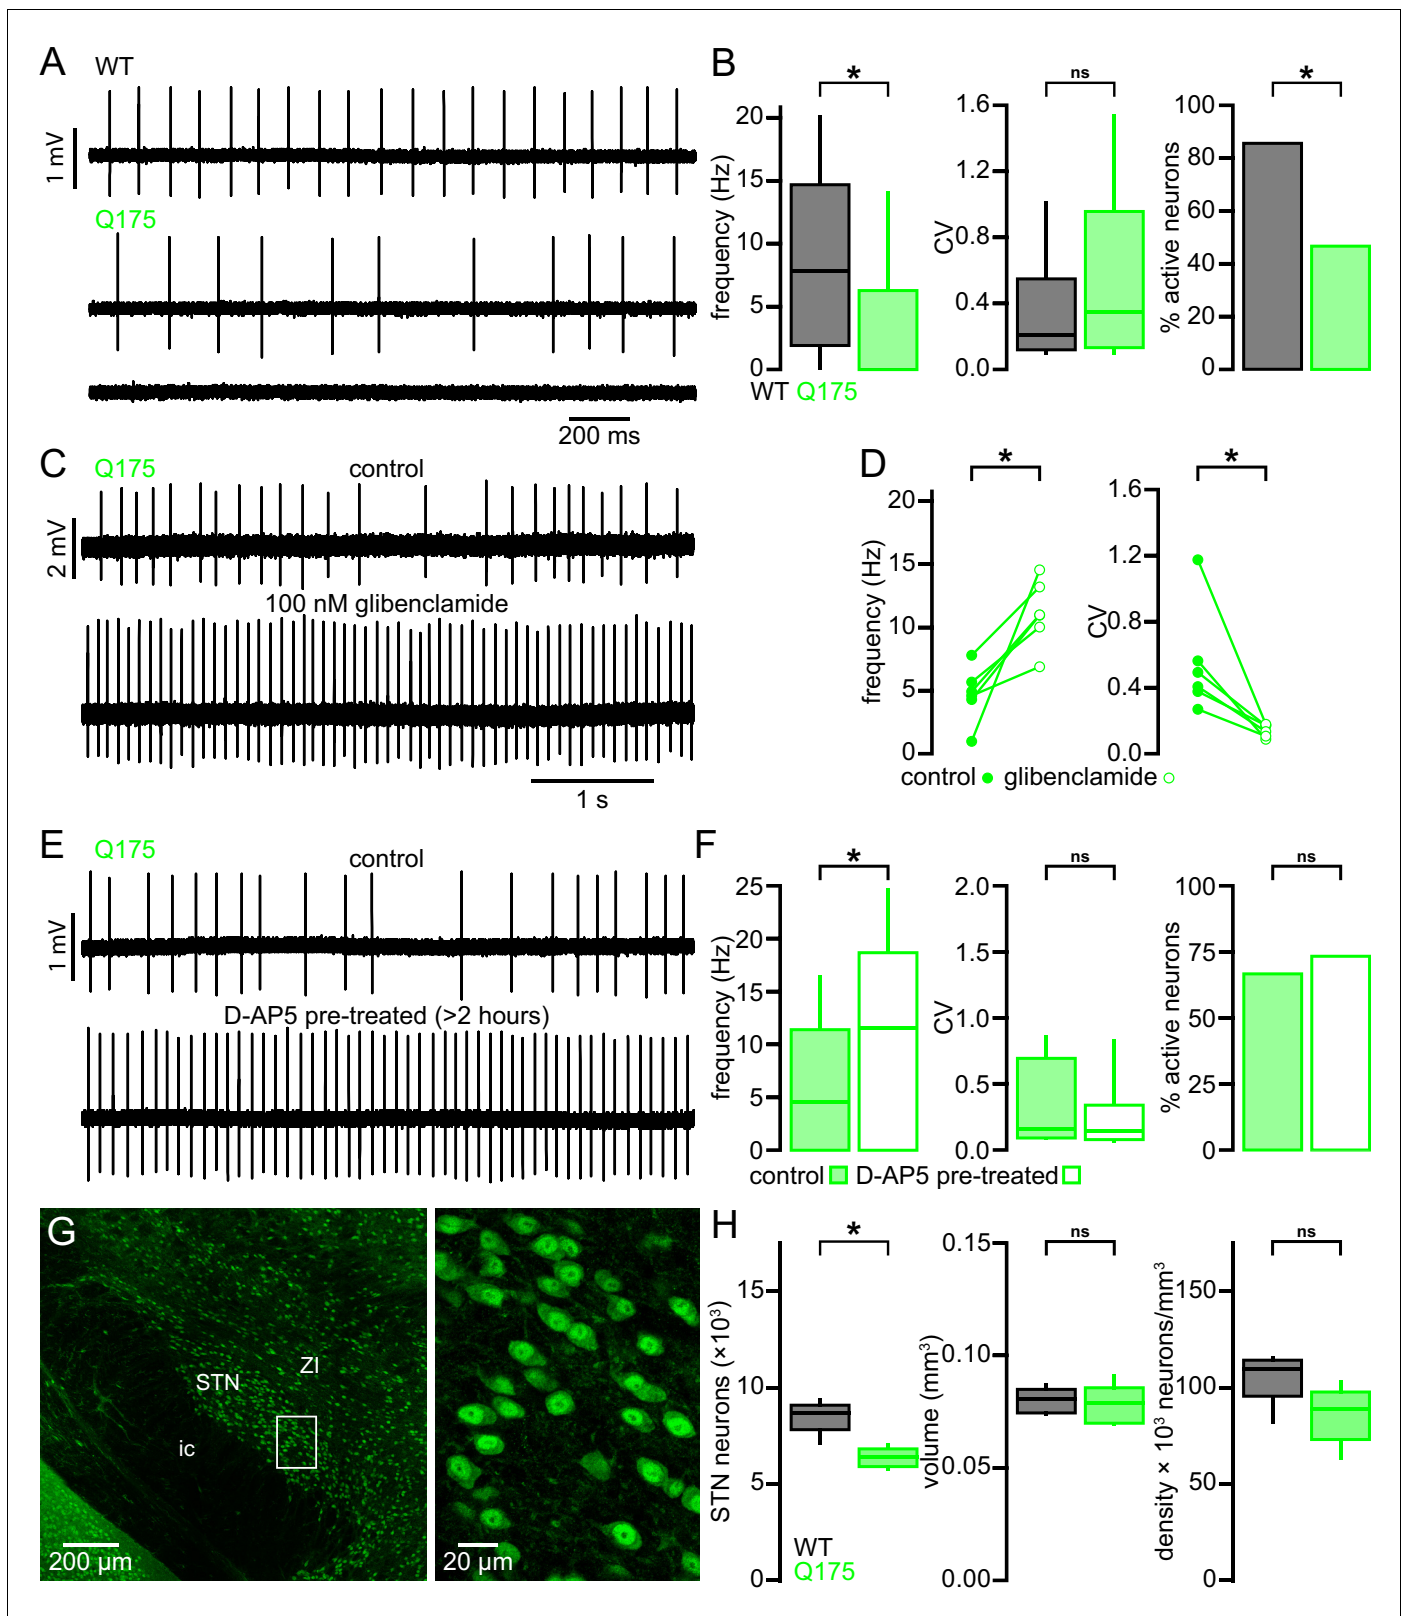 A
WT
1 mV
Q175
200 ms
B
*
ns
*
frequency (Hz)
20
15
10
5
0
CV
1.6
1.2
0.8
0.4
0.0
% active neurons
100
80
60
40
20
0
WT Q175
C
Q175
control
2 mV
100 nM glibenclamide
1 s
D
*
*
frequency (Hz)
20
15
10
5
0
CV
1.6
1.2
0.8
0.4
0.0
control glibenclamide
E
Q175
control
1 mV
D-AP5 pre-treated (>2 hours)
F
*
ns
ns
frequency (Hz)
25
20
15
10
5
0
CV
2.0
1.5
1.0
0.5
0.0
% active neurons
100
75
50
25
0
control D-AP5 pre-treated
G
STN
ZI
ic
200 µm
20 µm
H
*
ns
ns
STN neurons (×10³)
15
10
5
0
WT
Q175
volume (mm³)
0.15
0.10
0.05
0.00
density × 10³ neurons/mm³
150
100
50
0